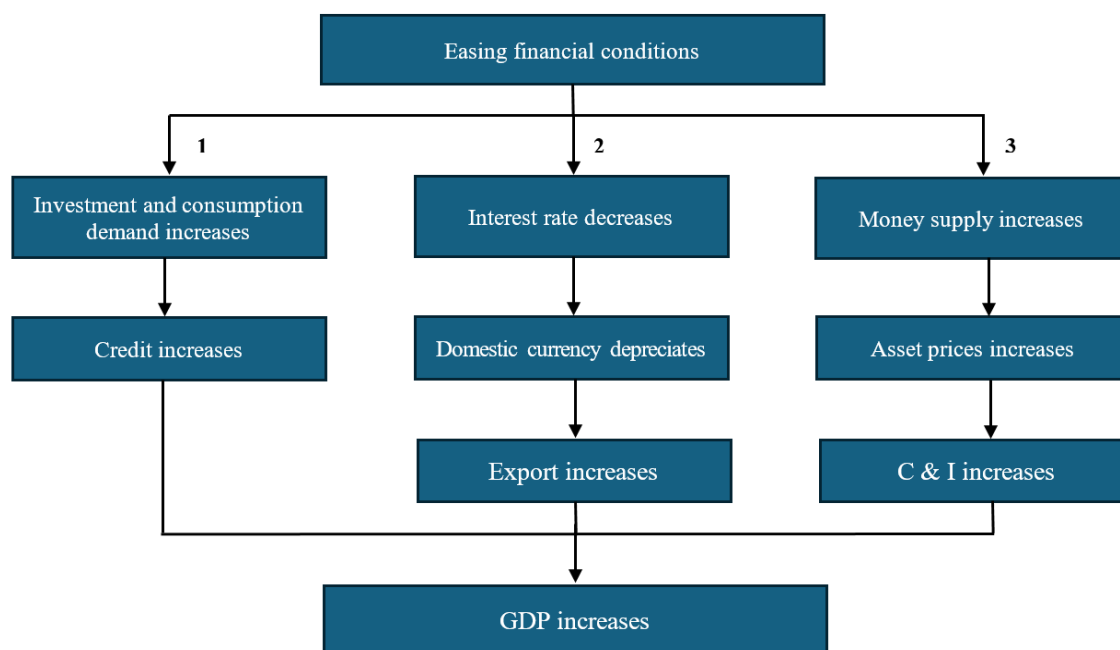 Easing financial conditions
1
2
3
Investment and consumption
demand increases
Interest rate decreases
Money supply increases
Credit increases
Domestic currency depreciates
Asset prices increases
Export increases
C & I increases
GDP increases